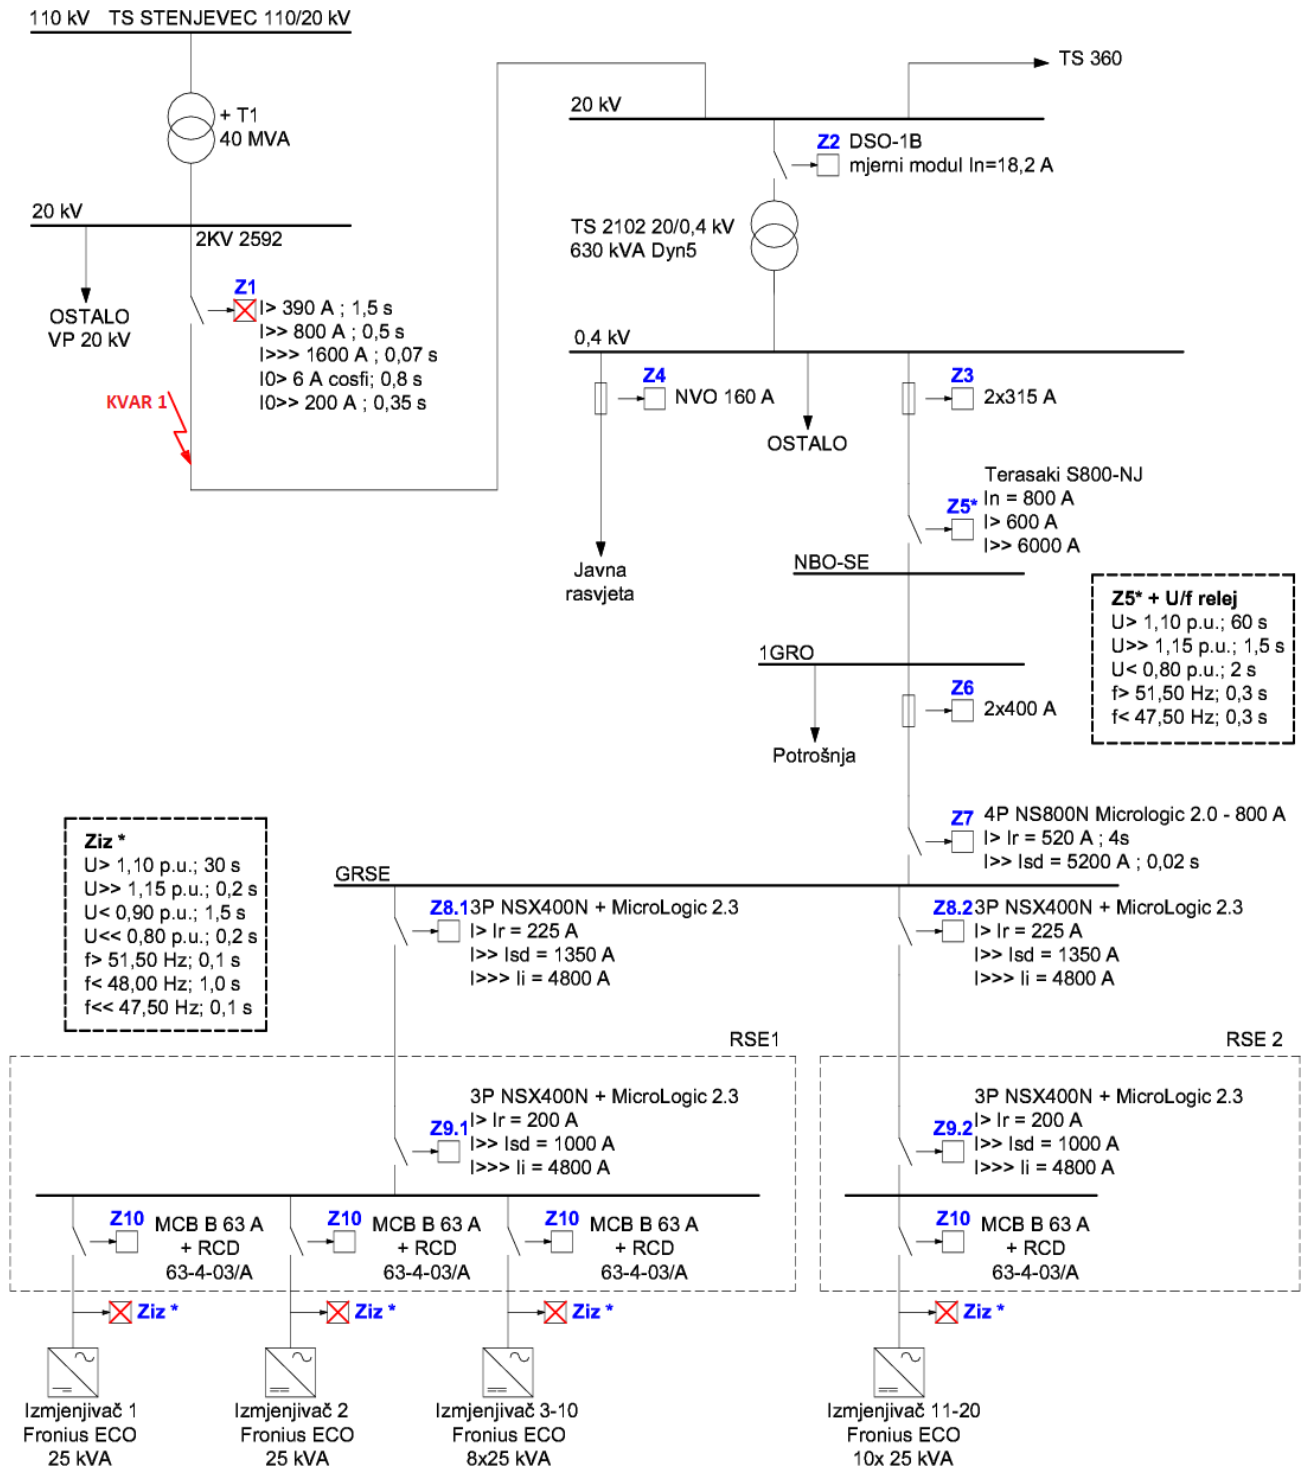 110 kV TS STENJEVEC 110/20 kV
+ T1
40 MVA
20 kV
2KV 2592
OSTALO
VP 20 kV
Z1
I> 390 A ; 1,5 s
I>> 800 A ; 0,5 s
I>>> 1600 A ; 0,07 s
I0> 6 A cosfi; 0,8 s
I0>> 200 A ; 0,35 s
KVAR 1
TS 360
20 kV
Z2 DSO-1B
mjerni modul In=18,2 A
TS 2102 20/0,4 kV
630 kVA Dyn5
0,4 kV
Z4 NVO 160 A
OSTALO
Z3
2x315 A
Javna
rasvjeta
Terasaki S800-NJ
Z5*
In = 800 A
I> 600 A
I>> 6000 A
NBO-SE
Z5* + U/f relej
U> 1,10 p.u.; 60 s
U>> 1,15 p.u.; 1,5 s
U< 0,80 p.u.; 2 s
f> 51,50 Hz; 0,3 s
f< 47,50 Hz; 0,3 s
1GRO
Potrošnja
Z6
2x400 A
Z7 4P NS800N Micrologic 2.0 - 800 A
I> Ir = 520 A ; 4s
I>> Isd = 5200 A ; 0,02 s
Ziz *
U> 1,10 p.u.; 30 s
U>> 1,15 p.u.; 0,2 s
U< 0,90 p.u.; 1,5 s
U<< 0,80 p.u.; 0,2 s
f> 51,50 Hz; 0,1 s
f< 48,00 Hz; 1,0 s
f<< 47,50 Hz; 0,1 s
GRSE
Z8.1 3P NSX400N + MicroLogic 2.3
I> Ir = 225 A
I>> Isd = 1350 A
I>>> Ii = 4800 A
Z8.2 3P NSX400N + MicroLogic 2.3
I> Ir = 225 A
I>> Isd = 1350 A
I>>> Ii = 4800 A
RSE1
3P NSX400N + MicroLogic 2.3
Z9.1
I> Ir = 200 A
I>> Isd = 1000 A
I>>> Ii = 4800 A
RSE 2
3P NSX400N + MicroLogic 2.3
Z9.2
I> Ir = 200 A
I>> Isd = 1000 A
I>>> Ii = 4800 A
Z10 MCB B 63 A
+ RCD
63-4-03/A
Z10 MCB B 63 A
+ RCD
63-4-03/A
Z10 MCB B 63 A
+ RCD
63-4-03/A
Z10 MCB B 63 A
+ RCD
63-4-03/A
Ziz *
Ziz *
Ziz *
Ziz *
Izmjenjivač 1
Fronius ECO
25 kVA
Izmjenjivač 2
Fronius ECO
25 kVA
Izmjenjivač 3-10
Fronius ECO
8x25 kVA
Izmjenjivač 11-20
Fronius ECO
10x 25 kVA